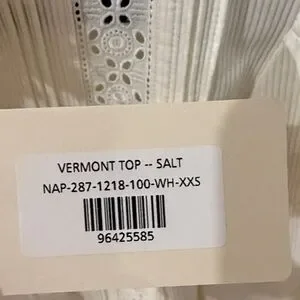 VERMONT TOP -- SALT
NAP-287-1218-100-WH-XXS
96425585